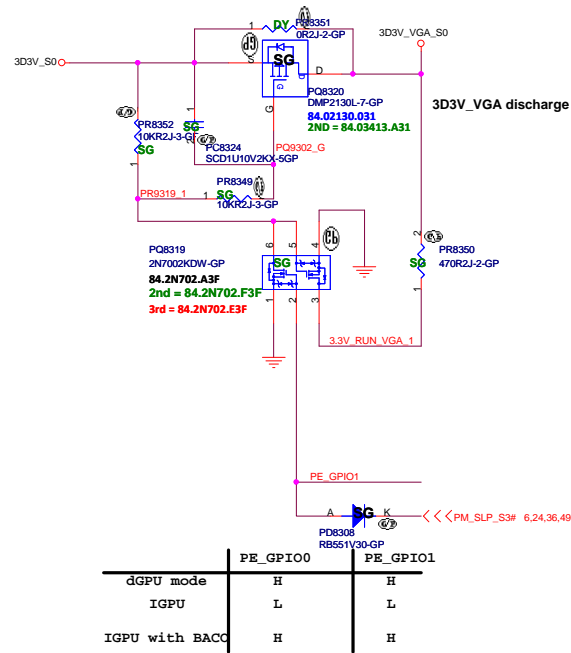 PR8351
1
DY
2
0R2J-2-GP
3D3V_VGA_S0
3D3V_S0
S
SG
D
G
PQ8320
DMP2130L-7-GP
84.02130.031
2ND = 84.03413.A31
3D3V_VGA discharge
2
PR8352
10KR2J-3-GP
SG
1
1
SG
2
PC8324
SCD1U10V2KX-5GP
PQ9302_G
PR8349
PR9319_1
1
SG
2
10KR2J-3-GP
PQ8319
2N7002KDW-GP
84.2N702.A3F
2nd = 84.2N702.F3F
3rd = 84.2N702.E3F
6
5
4
SG
1
2
3
2
PR8350
SG
470R2J-2-GP
1
3.3V_RUN_VGA_1
PE_GPIO1
A
SG
K
PM_SLP_S3# 6,24,36,49
PD8308
RB551V30-GP
PE_GPIO0 PE_GPIO1
dGPU mode H H
IGPU L L
IGPU with BACO H H